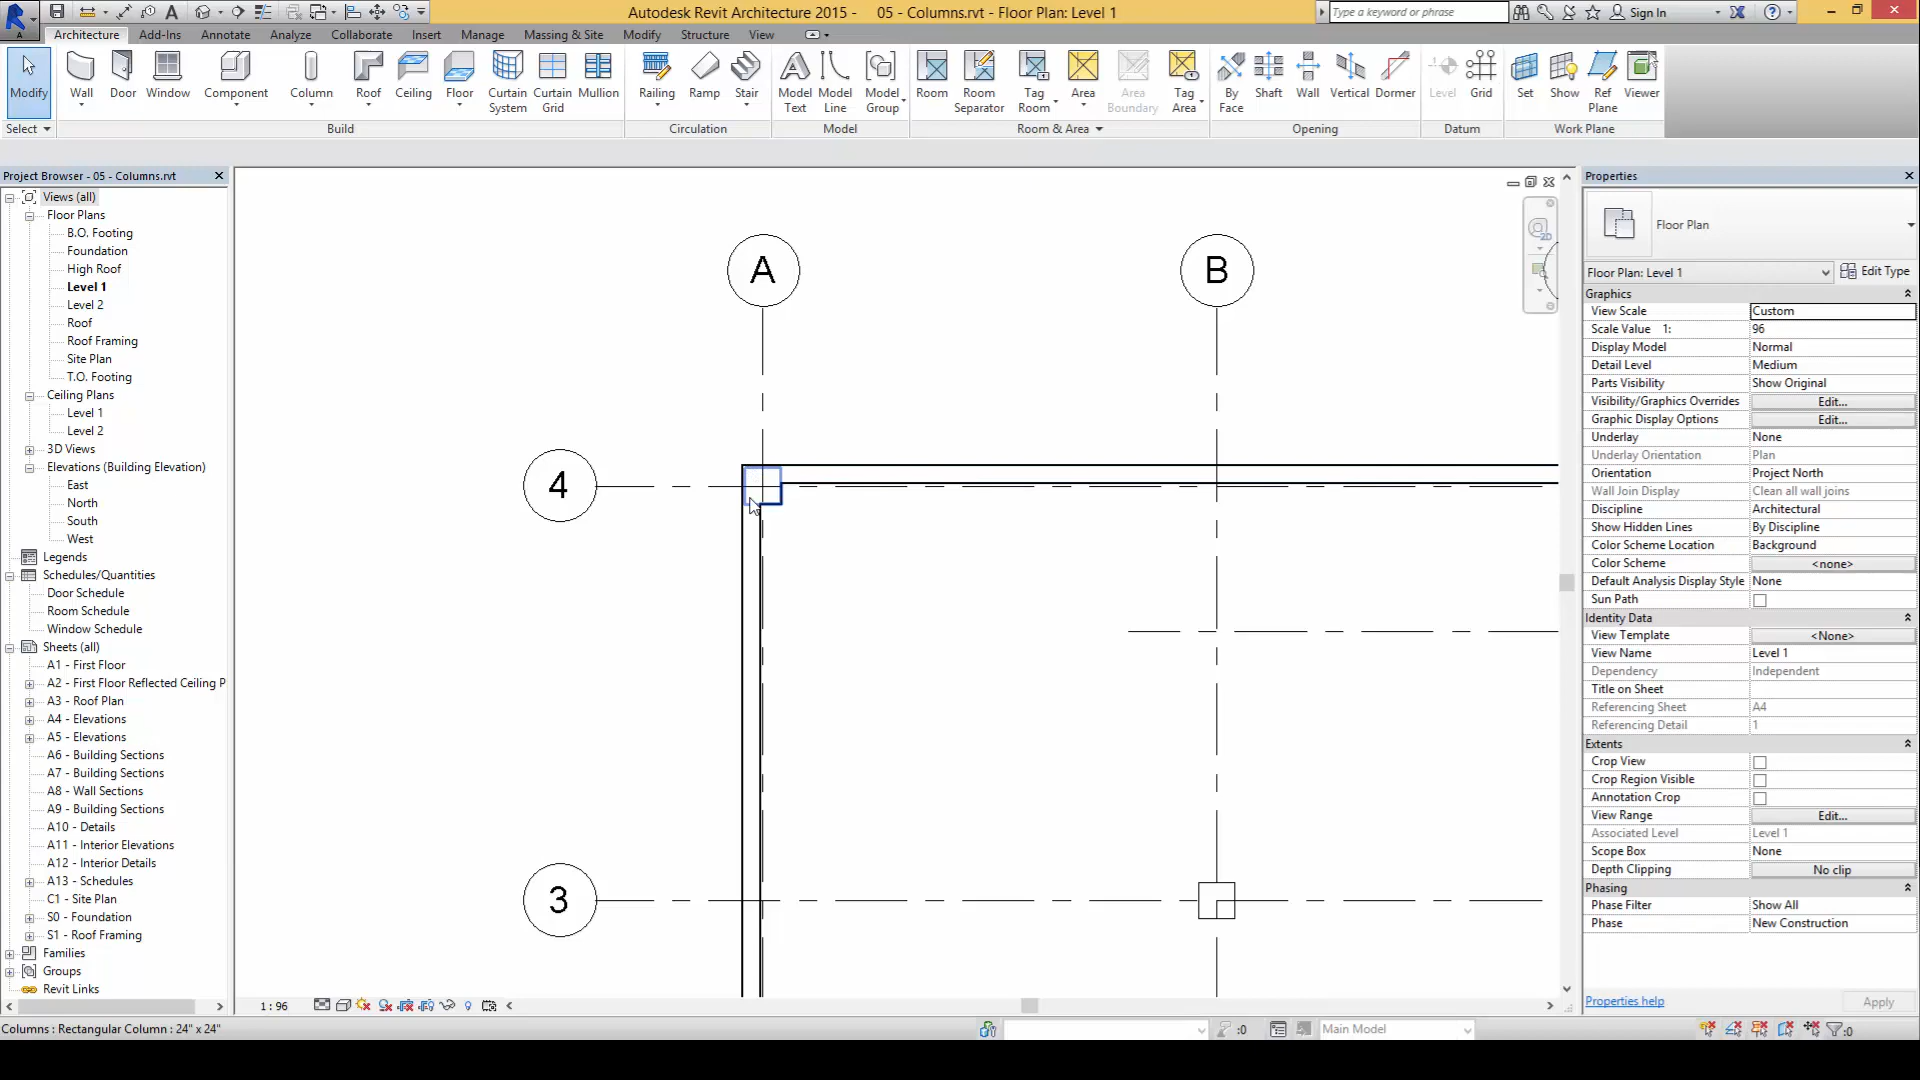 Autodesk Revit Architecture 2015 - 05 - Columns.rvt - Floor Plan: Level 1
Type a keyword or phrase
Sign In
Architecture Add-Ins Annotate Analyze Collaborate Insert Manage Massing & Site Modify Structure View
Modify
Wall
Door
Window
Component
Column
Roof
Ceiling
Floor
Curtain System
Curtain Grid
Mullion
Railing
Ramp
Stair
Model Text
Model Line
Model Group
Room
Room Separator
Tag Room
Area
Area Boundary
Tag Area
By Face
Shaft
Wall
Vertical
Dormer
Level
Grid
Set
Show
Ref Plane
Viewer
Select Build Circulation Model Room & Area Opening Datum Work Plane
Project Browser - 05 - Columns.rvt
Views (all)
Floor Plans
B.O. Footing
Foundation
High Roof
Level 1
Level 2
Roof
Roof Framing
Site Plan
T.O. Footing
Ceiling Plans
Level 1
Level 2
3D Views
Elevations (Building Elevation)
East
North
South
West
Legends
Schedules/Quantities
Door Schedule
Room Schedule
Window Schedule
Sheets (all)
A1 - First Floor
A2 - First Floor Reflected Ceiling P
A3 - Roof Plan
A4 - Elevations
A5 - Elevations
A6 - Building Sections
A7 - Building Sections
A8 - Wall Sections
A9 - Building Sections
A10 - Details
A11 - Interior Elevations
A12 - Interior Details
A13 - Schedules
C1 - Site Plan
S0 - Foundation
S1 - Roof Framing
Families
Groups
Revit Links
A
B
4
3
2D
1 : 96
Properties
Floor Plan
Floor Plan: Level 1 Edit Type
Graphics
View Scale Custom
Scale Value 1: 96
Display Model Normal
Detail Level Medium
Parts Visibility Show Original
Visibility/Graphics Overrides Edit...
Graphic Display Options Edit...
Underlay None
Underlay Orientation Plan
Orientation Project North
Wall Join Display Clean all wall joins
Discipline Architectural
Show Hidden Lines By Discipline
Color Scheme Location Background
Color Scheme <none>
Default Analysis Display Style None
Sun Path
Identity Data
View Template <None>
View Name Level 1
Dependency Independent
Title on Sheet
Referencing Sheet A4
Referencing Detail 1
Extents
Crop View
Crop Region Visible
Annotation Crop
View Range Edit...
Associated Level Level 1
Scope Box None
Depth Clipping No clip
Phasing
Phase Filter Show All
Phase New Construction
Properties help Apply
Columns : Rectangular Column : 24" x 24" :0 Main Model :0